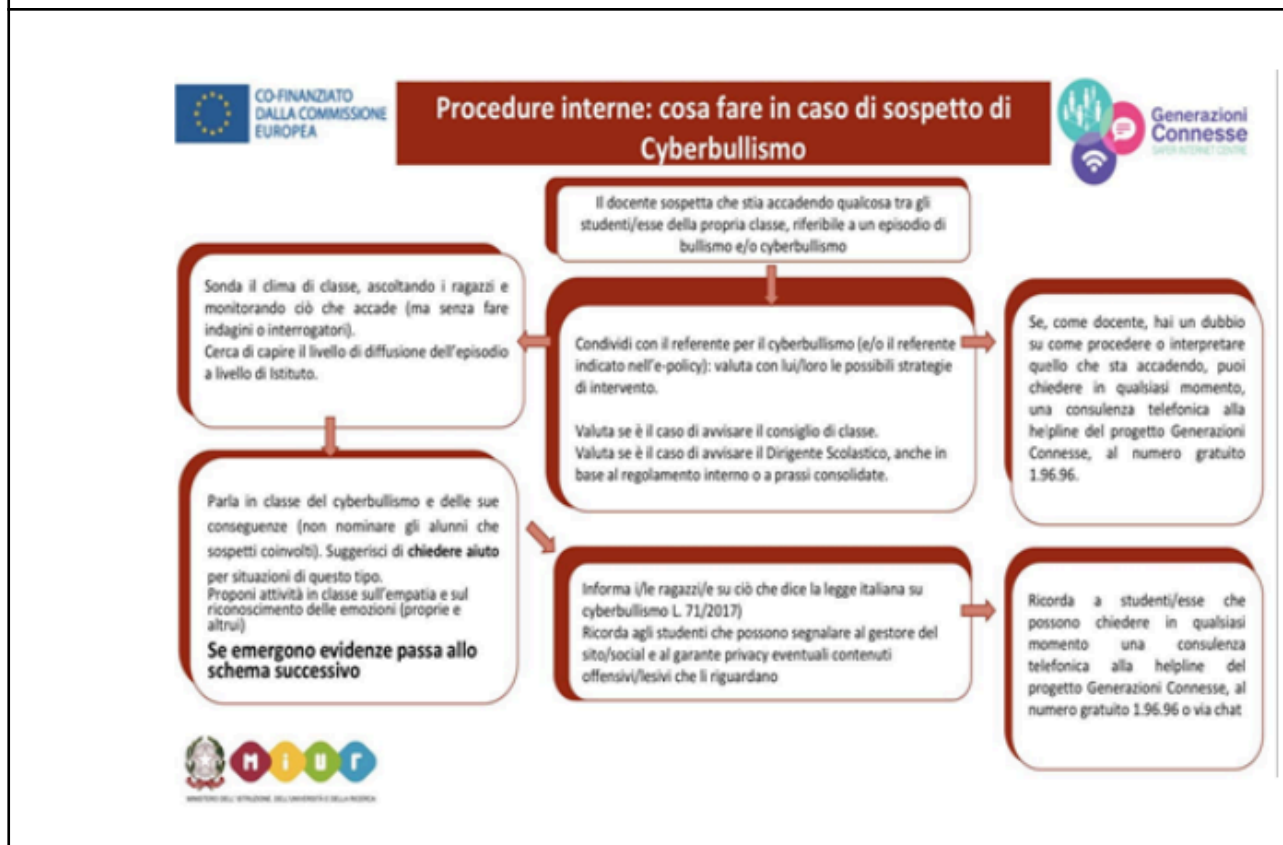 CO-FINANZIATO
DALLA COMMISSIONE
EUROPEA
Procedure interne: cosa fare in caso di sospetto di
Cyberbullismo
Generazioni
Connesse
SAFER INTERNET CENTRE
Il docente sospetta che stia accadendo qualcosa tra gli
studenti/esse della propria classe, riferibile a un episodio di
bullismo e/o cyberbullismo
Sonda il clima di classe, ascoltando i ragazzi e
monitorando ciò che accade (ma senza fare
indagini o interrogatori).
Cerca di capire il livello di diffusione dell'episodio
a livello di Istituto.
Condividi con il referente per il cyberbullismo (e/o il referente
indicato nell'e-policy): valuta con lui/loro le possibili strategie
di intervento.
Valuta se è il caso di avvisare il consiglio di classe.
Valuta se è il caso di avvisare il Dirigente Scolastico, anche in
base al regolamento interno o a prassi consolidate.
Se, come docente, hai un dubbio
su come procedere o interpretare
quello che sta accadendo, puoi
chiedere in qualsiasi momento,
una consulenza telefonica alla
helpline del progetto Generazioni
Connesse, al numero gratuito
1.96.96.
Parla in classe del cyberbullismo e delle sue
conseguenze (non nominare gli alunni che
sospetti coinvolti). Suggerisci di chiedere aiuto
per situazioni di questo tipo.
Proponi attività in classe sull'empatia e sul
riconoscimento delle emozioni (proprie e
altrui)
Se emergono evidenze passa allo
schema successivo
Informa i/le ragazzi/e su ciò che dice la legge italiana su
cyberbullismo L. 71/2017)
Ricorda agli studenti che possono segnalare al gestore del
sito/social e al garante privacy eventuali contenuti
offensivi/lesivi che li riguardano
Ricorda a studenti/esse che
possono chiedere in qualsiasi
momento una consulenza
telefonica alla helpline del
progetto Generazioni Connesse, al
numero gratuito 1.96.96 o via chat
MIUR
MINISTERO DELL'ISTRUZIONE, DELL'UNIVERSITÀ E DELLA RICERCA